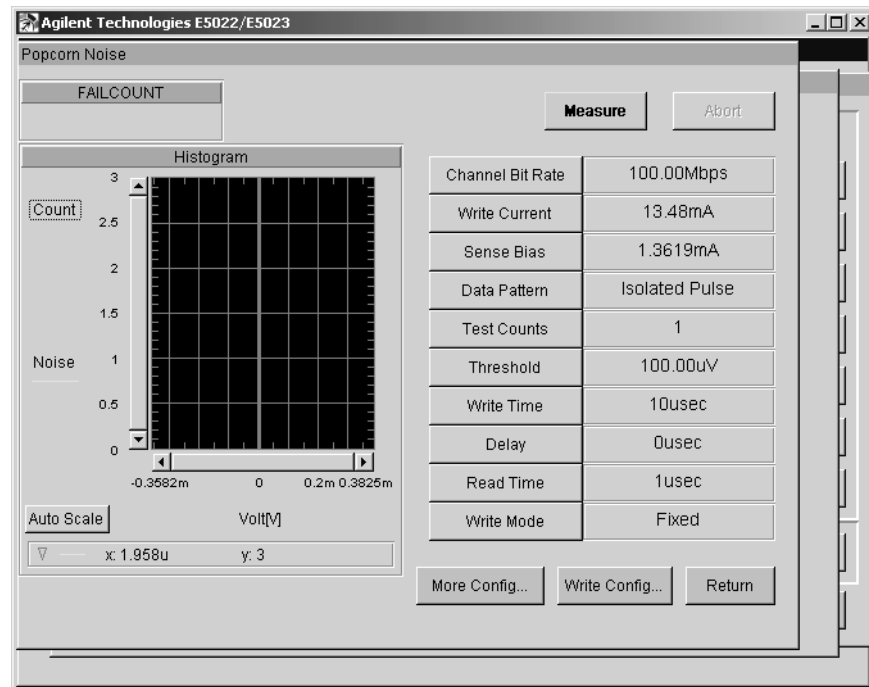 Agilent Technologies E5022/E5023
Popcorn Noise
FAILCOUNT
Measure
Abort
Histogram
Count
Noise
3
2.5
2
1.5
1
0.5
0
-0.3582m 0 0.2m 0.3825m
Auto Scale
Volt[V]
x: 1.958u y: 3
Channel Bit Rate 100.00Mbps
Write Current 13.48mA
Sense Bias 1.3619mA
Data Pattern Isolated Pulse
Test Counts 1
Threshold 100.00uV
Write Time 10usec
Delay 0usec
Read Time 1usec
Write Mode Fixed
More Config... Write Config... Return